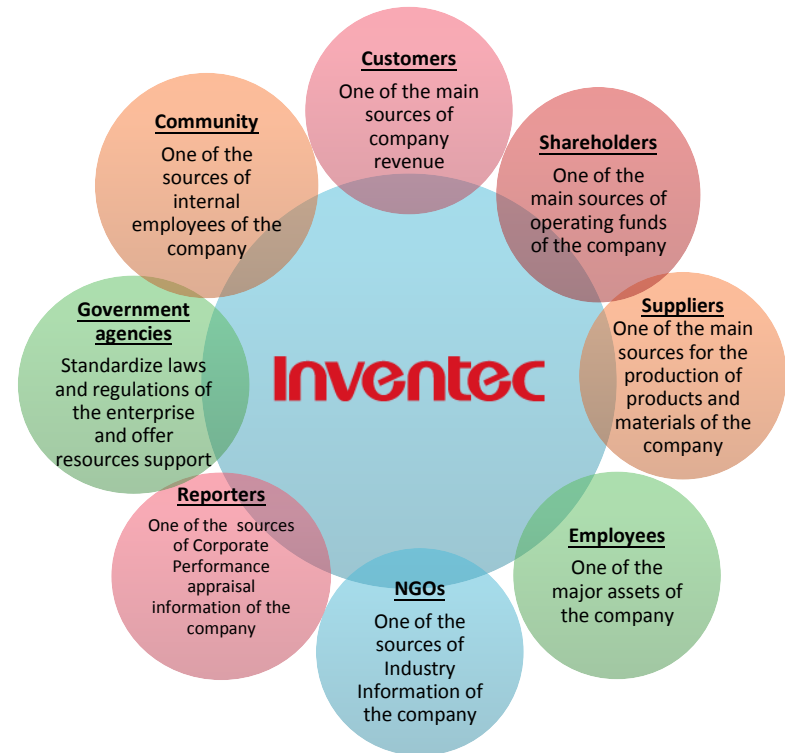 Customers
One of the main
sources of
company
revenue
Shareholders
One of the
main sources of
operating funds
of the company
Suppliers
One of the main
sources for the
production of
products and
materials of the
company
Employees
One of the
major assets of
the company
NGOs
One of the
sources of
Industry
Information of
the company
Reporters
One of the sources
of Corporate
Performance
appraisal
information of the
company
Government
agencies
Standardize laws
and regulations of
the enterprise
and offer
resources support
Community
One of the
sources of
internal
employees of the
company
Inventec